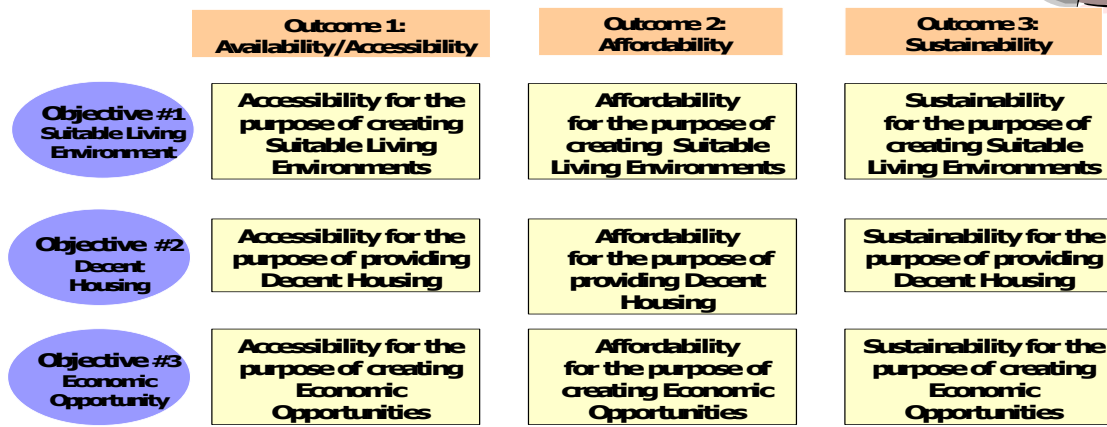 Outcome 1:
Availability/Accessibility
Outcome 2:
Affordability
Outcome 3:
Sustainability
Objective #1
Suitable Living
Environment
Accessibility for the
purpose of creating
Suitable Living
Environments
Affordability
for the purpose of
creating Suitable
Living Environments
Sustainability
for the purpose of
creating Suitable
Living Environments
Objective #2
Decent
Housing
Accessibility for the
purpose of providing
Decent Housing
Affordability
for the purpose of
providing Decent
Housing
Sustainability for the
purpose of providing
Decent Housing
Objective #3
Economic
Opportunity
Accessibility for the
purpose of creating
Economic
Opportunities
Affordability
for the purpose of
creating Economic
Opportunities
Sustainability for the
purpose of creating
Economic
Opportunities